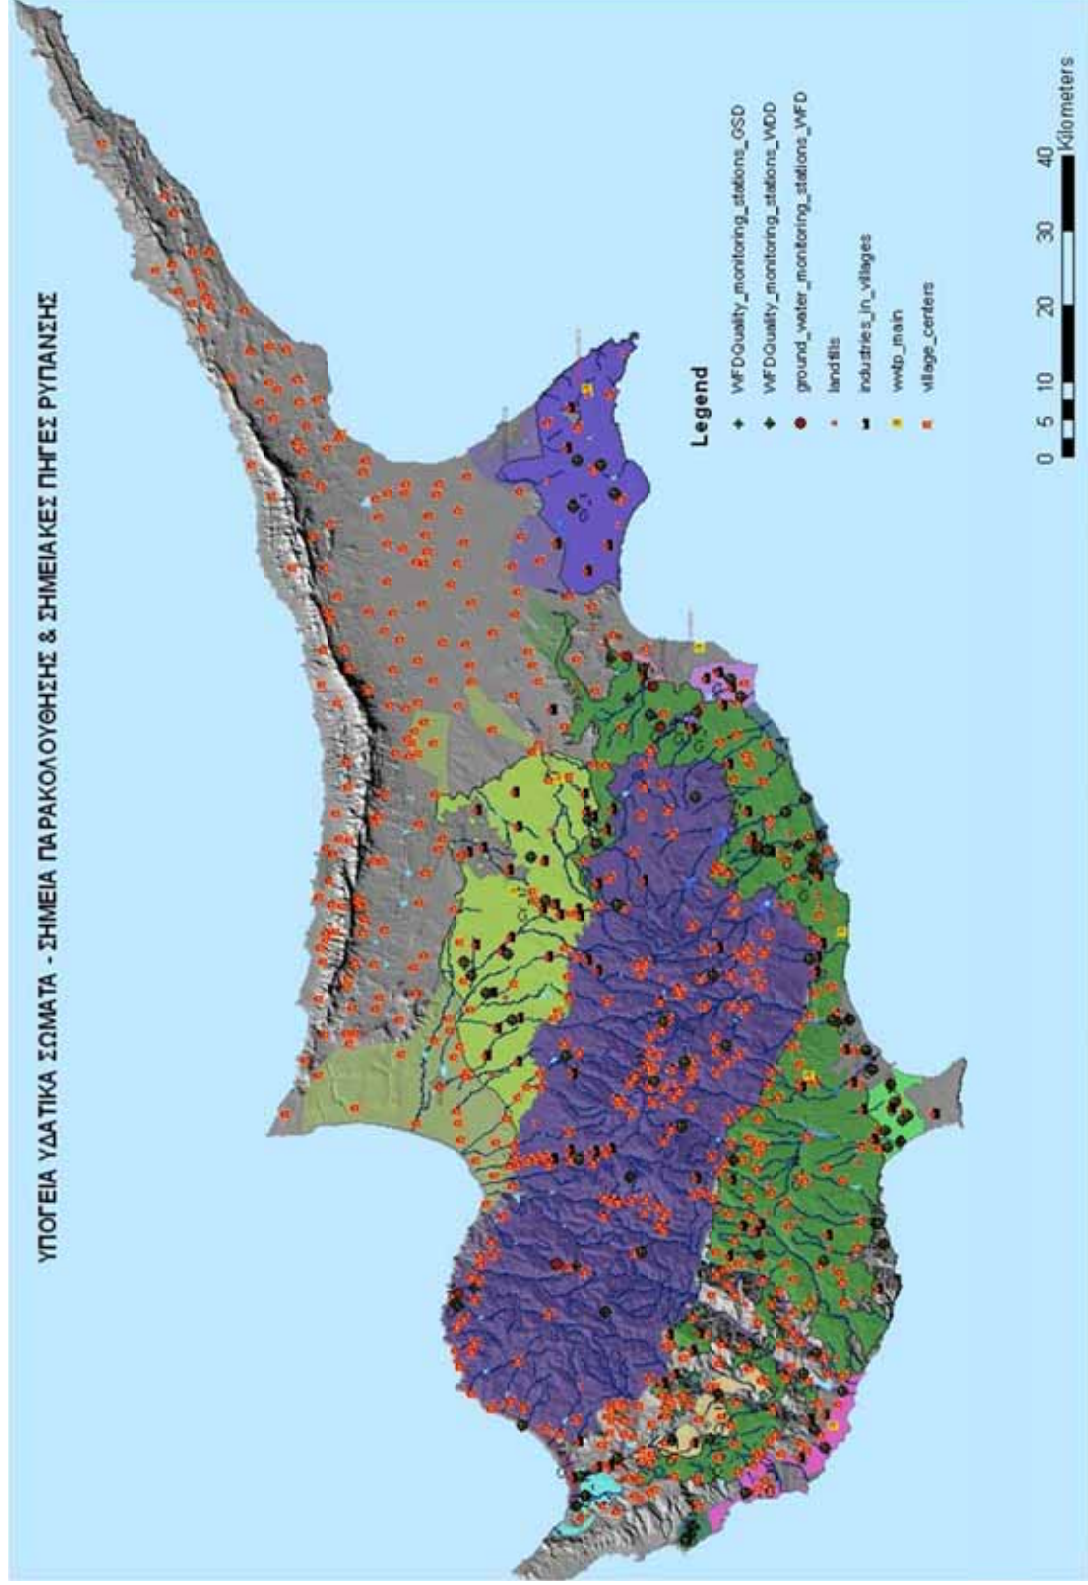 ΥΠΟΓΕΙΑ ΥΔΑΤΙΚΑ ΣΩΜΑΤΑ - ΣΗΜΕΙΑ ΠΑΡΑΚΟΛΟΥΘΗΣΗΣ & ΣΗΜΕΙΑΚΕΣ ΠΗΓΕΣ ΡΥΠΑΝΣΗΣ
Legend
WFDQuality_monitoring_stations_GSD
WFDQuality_monitoring_stations_WDD
ground_water_monitoring_stations_WFD
landfills
industries_in_villages
wwtp_main
village_centers
0 5 10 20 30 40
Kilometers